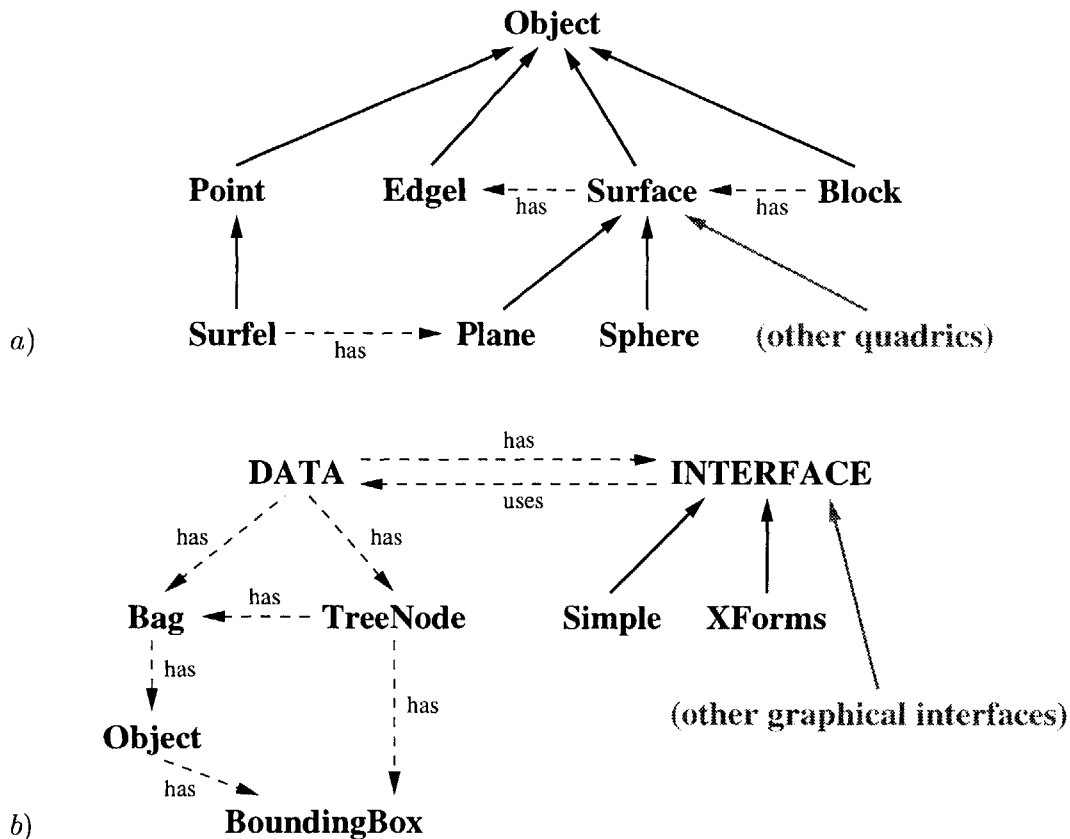 Object
Point Edgel has Surface has Block
a) Surfel has Plane Sphere (other quadrics)
has
DATA INTERFACE
uses
has has
Bag has TreeNode Simple XForms
has
has
Object (other graphical interfaces)
has
b) BoundingBox